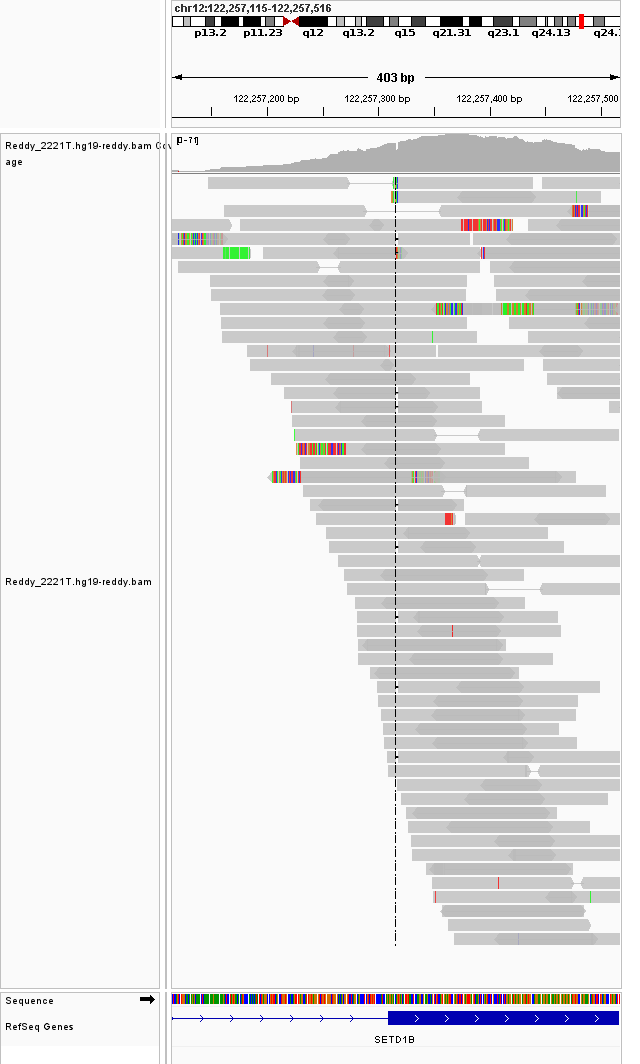 chr12:122,257,115-122,257,516
p13.2 p11.23 q12 q13.2 q15 q21.31 q23.1 q24.13 q24.
403 bp
122,257,200 bp 122,257,300 bp 122,257,400 bp 122,257,500
Reddy_2221T.hg19-reddy.bam Cov
age
[0-71]
Reddy_2221T.hg19-reddy.bam
Sequence
RefSeq Genes
SETD1B